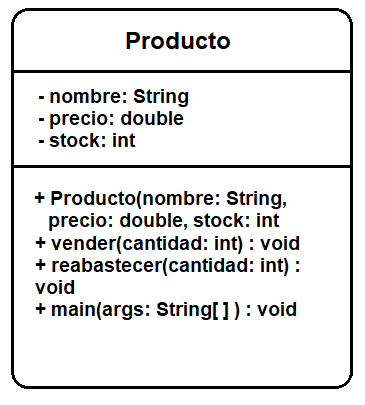 Producto
- nombre: String
- precio: double
- stock: int
+ Producto(nombre: String,
precio: double, stock: int
+ vender(cantidad: int) : void
+ reabastecer(cantidad: int) :
void
+ main(args: String[ ] ) : void